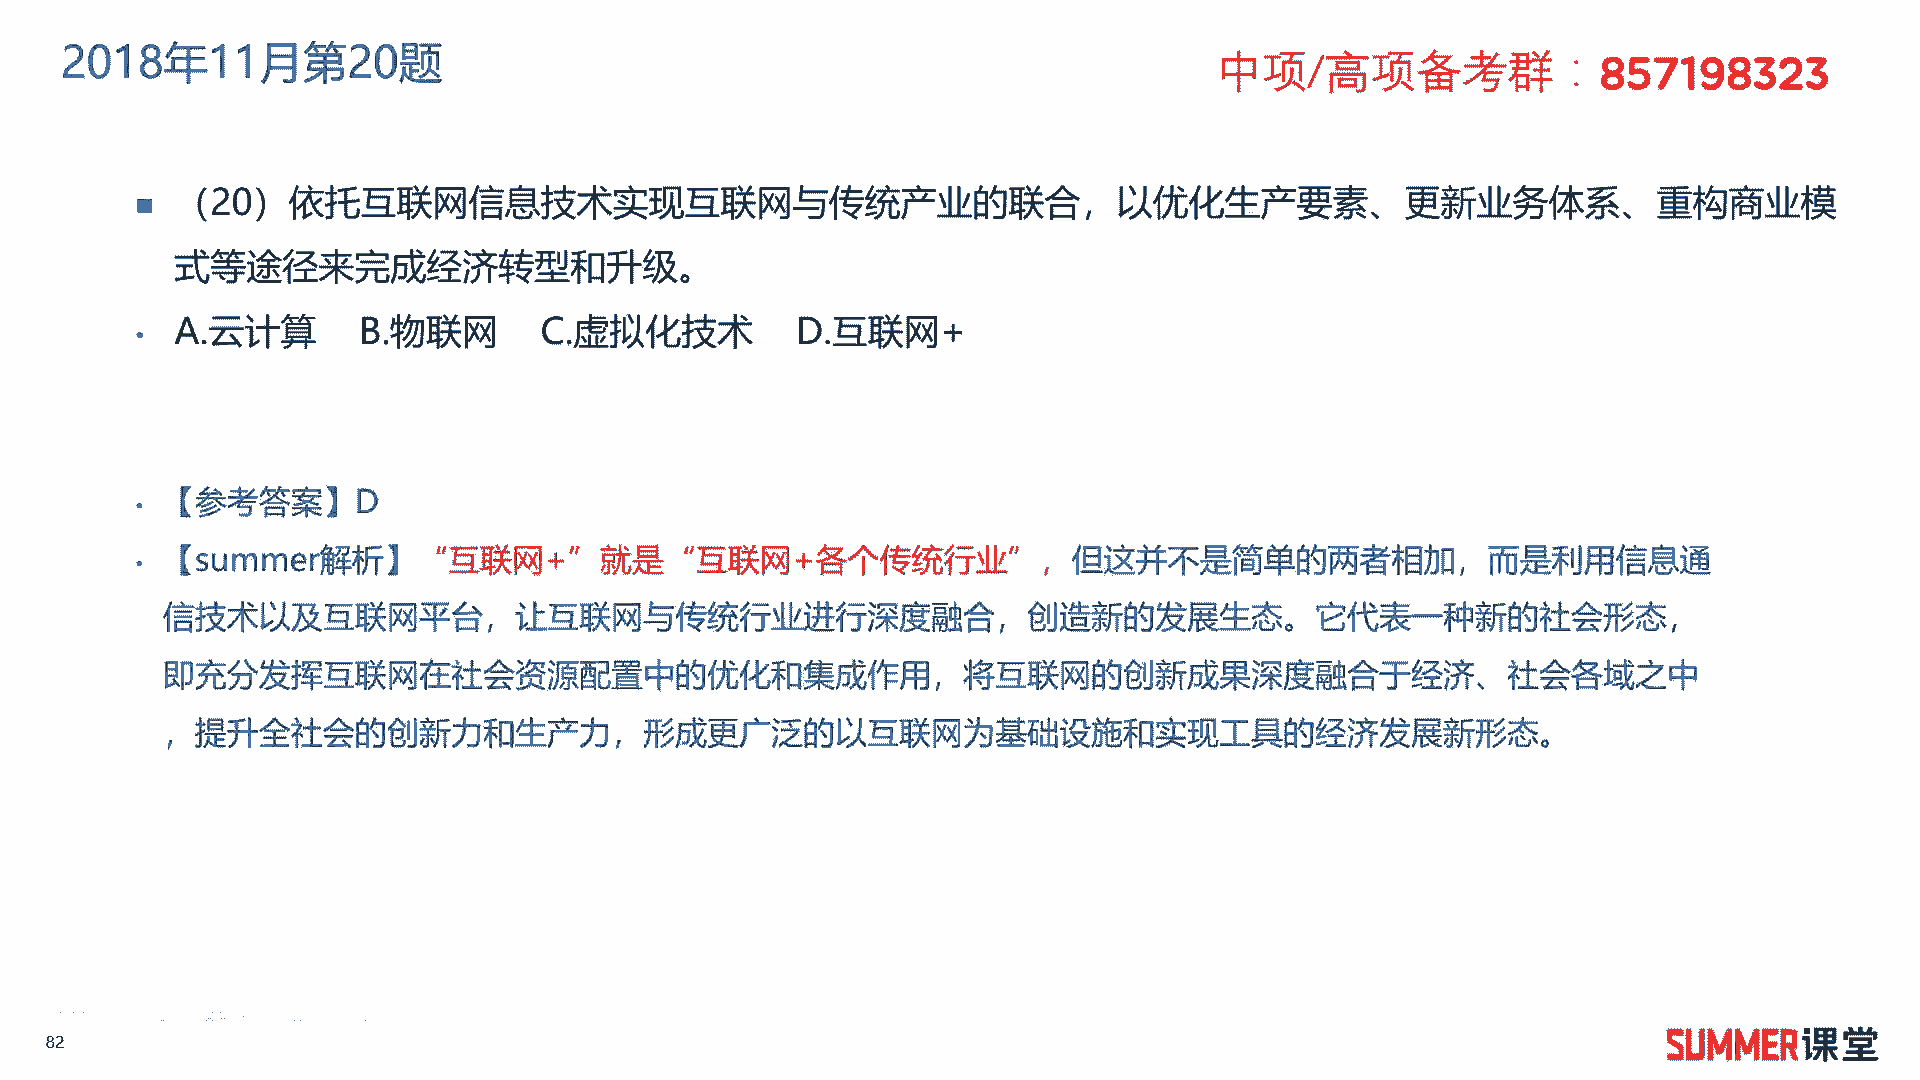 2018年11月第20题
中项/高项备考群：857198323
（20）依托互联网信息技术实现互联网与传统产业的联合，以优化生产要素、更新业务体系、重构商业模
式等途径来完成经济转型和升级。
A.云计算 B.物联网 C.虚拟化技术 D.互联网+
【参考答案】D
【summer解析】“互联网+”就是“互联网+各个传统行业”，但这并不是简单的两者相加，而是利用信息通
信技术以及互联网平台，让互联网与传统行业进行深度融合，创造新的发展生态。它代表一种新的社会形态，
即充分发挥互联网在社会资源配置中的优化和集成作用，将互联网的创新成果深度融合于经济、社会各域之中
，提升全社会的创新力和生产力，形成更广泛的以互联网为基础设施和实现工具的经济发展新形态。
82
SUMMER课堂